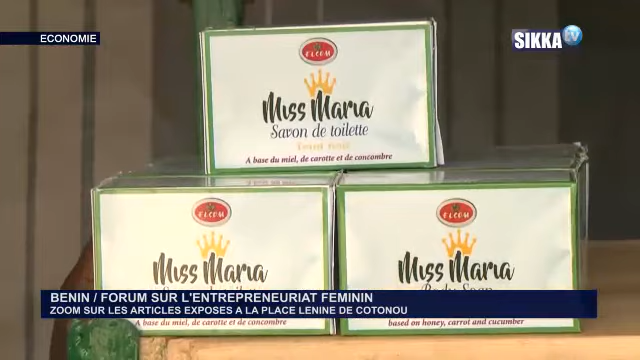 ECONOMIE
SIKKA TV
ELCOM
Miss Maria
Savon de toilette
A base du miel, de carotte et de concombre
ELCOM
Miss Maria
A base du miel, de carotte et de concombre
ELCOM
Miss Maria
Body Soap
based on honey, carrot and cucumber
BENIN / FORUM SUR L'ENTREPRENEURIAT FEMININ
ZOOM SUR LES ARTICLES EXPOSES A LA PLACE LENINE DE COTONOU